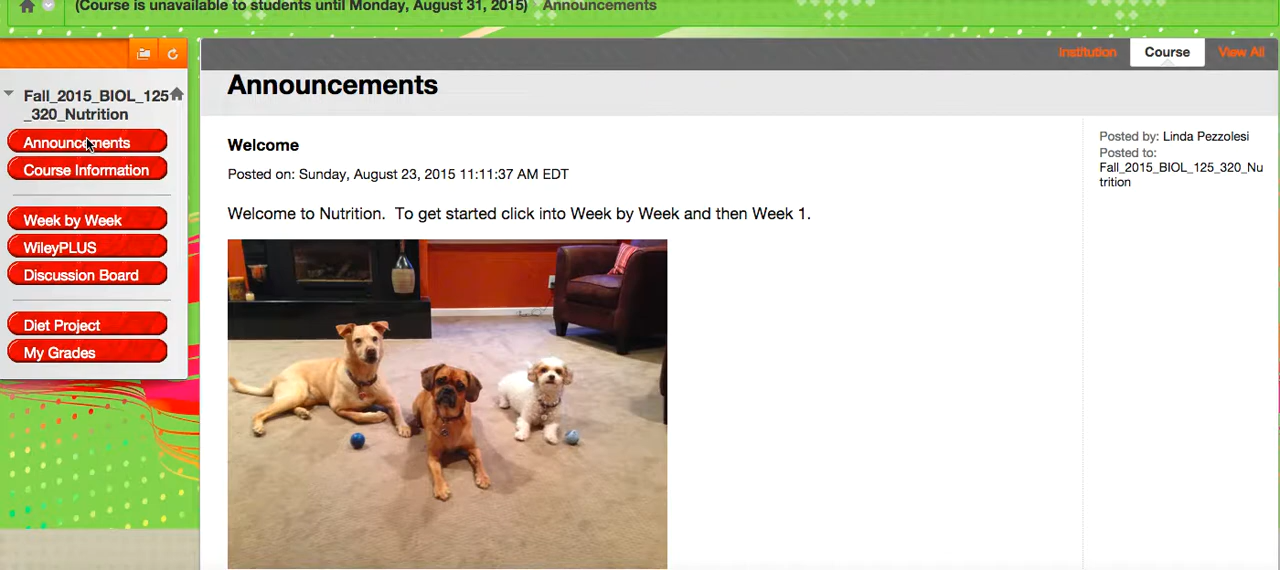 (Course is unavailable to students until Monday, August 31, 2015) Announcements
Institution Course View All
Fall_2015_BIOL_125
_320_Nutrition
Announcements
Course Information
Week by Week
WileyPLUS
Discussion Board
Diet Project
My Grades
Announcements
Welcome
Posted on: Sunday, August 23, 2015 11:11:37 AM EDT
Welcome to Nutrition. To get started click into Week by Week and then Week 1.
Posted by: Linda Pezzolesi
Posted to:
Fall_2015_BIOL_125_320_Nu
trition